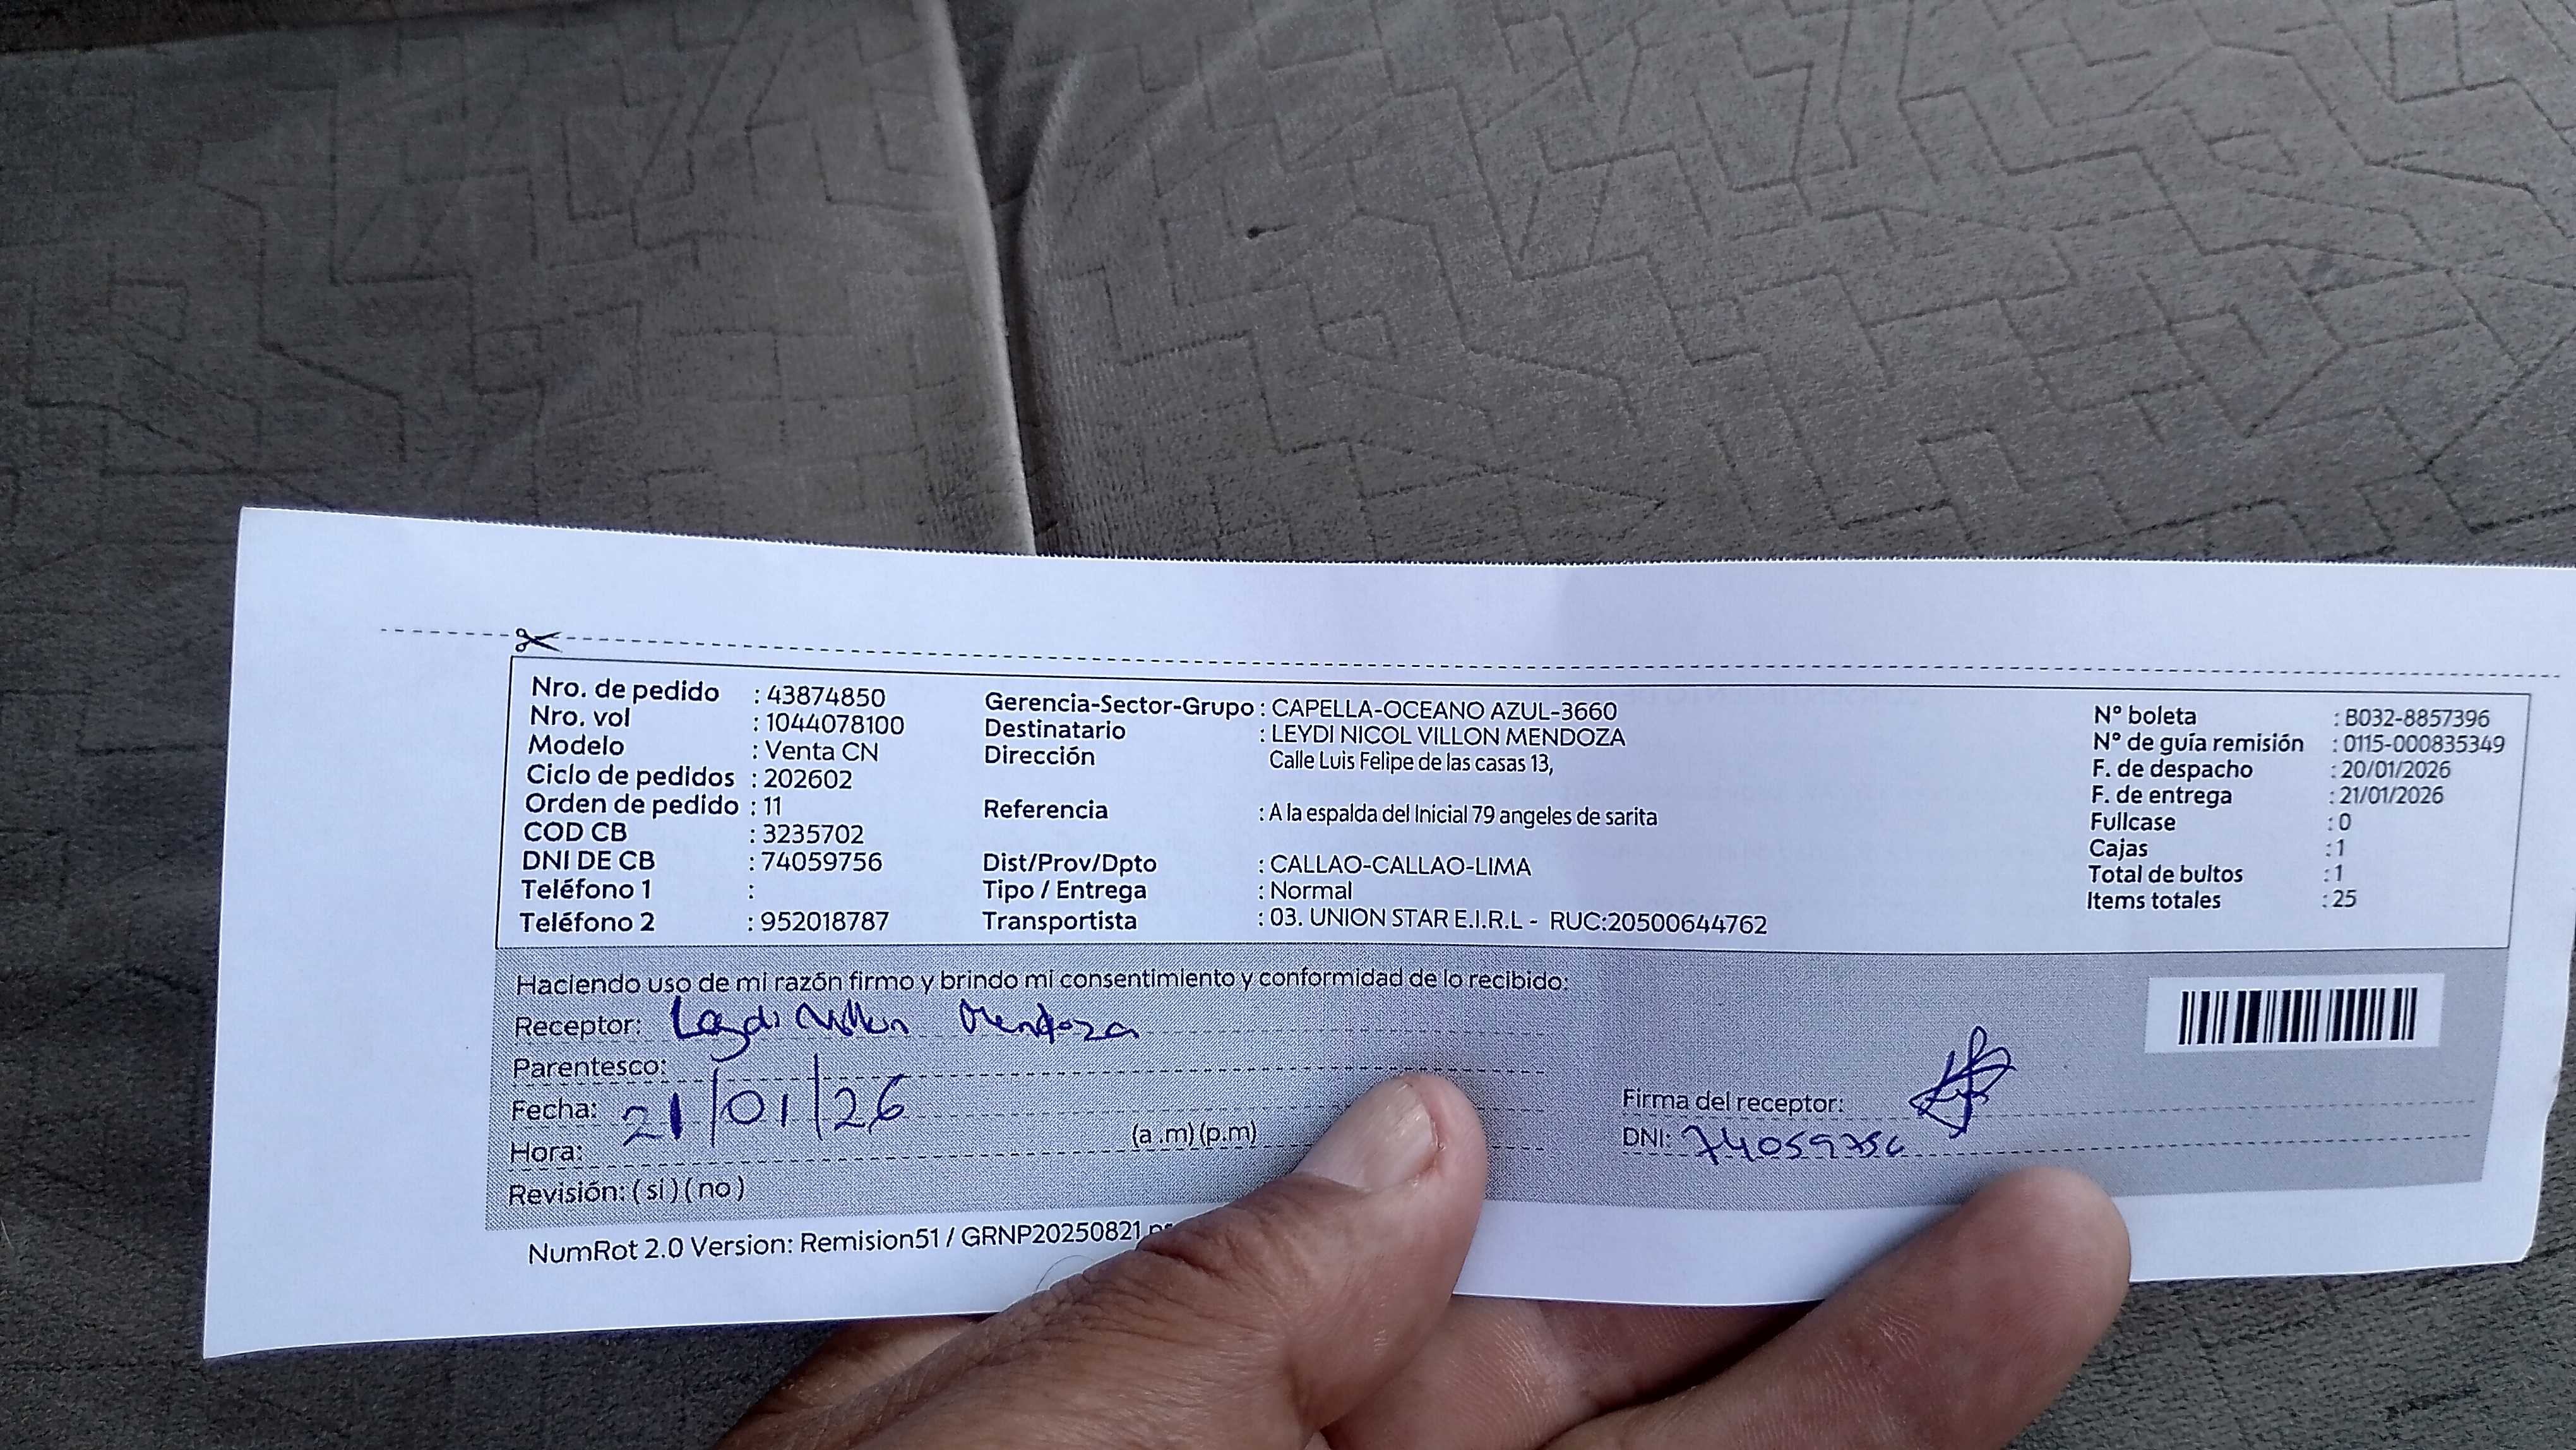 Nro. de pedido : 43874850
Nro. vol : 1044078100
Modelo : Venta CN
Ciclo de pedidos : 202602
Orden de pedido : 11
COD CB : 3235702
DNI DE CB : 74059756
Teléfono 1 :
Teléfono 2 : 952018787
Gerencia-Sector-Grupo : CAPELLA-OCEANO AZUL-3660
Destinatario : LEYDI NICOL VILLON MENDOZA
Dirección Calle Luis Felipe de las casas 13,
Referencia : A la espalda del Inicial 79 angeles de sarita
Dist/Prov/Dpto : CALLAO-CALLAO-LIMA
Tipo / Entrega : Normal
Transportista : 03. UNION STAR E.I.R.L - RUC:20500644762
N° boleta : B032-8857396
N° de guía remisión : 0115-000835349
F. de despacho : 20/01/2026
F. de entrega : 21/01/2026
Fullcase : 0
Cajas : 1
Total de bultos : 1
Items totales : 25
Haciendo uso de mi razón firmo y brindo mi consentimiento y conformidad de lo recibido:
Receptor: Leydi Villon Mendoza
Parentesco:
Fecha: 21/01/26
Hora: (a .m) (p.m)
Revisión: ( si ) ( no )
Firma del receptor:
DNI: 74059756
NumRot 2.0 Version: Remision51 / GRNP20250821